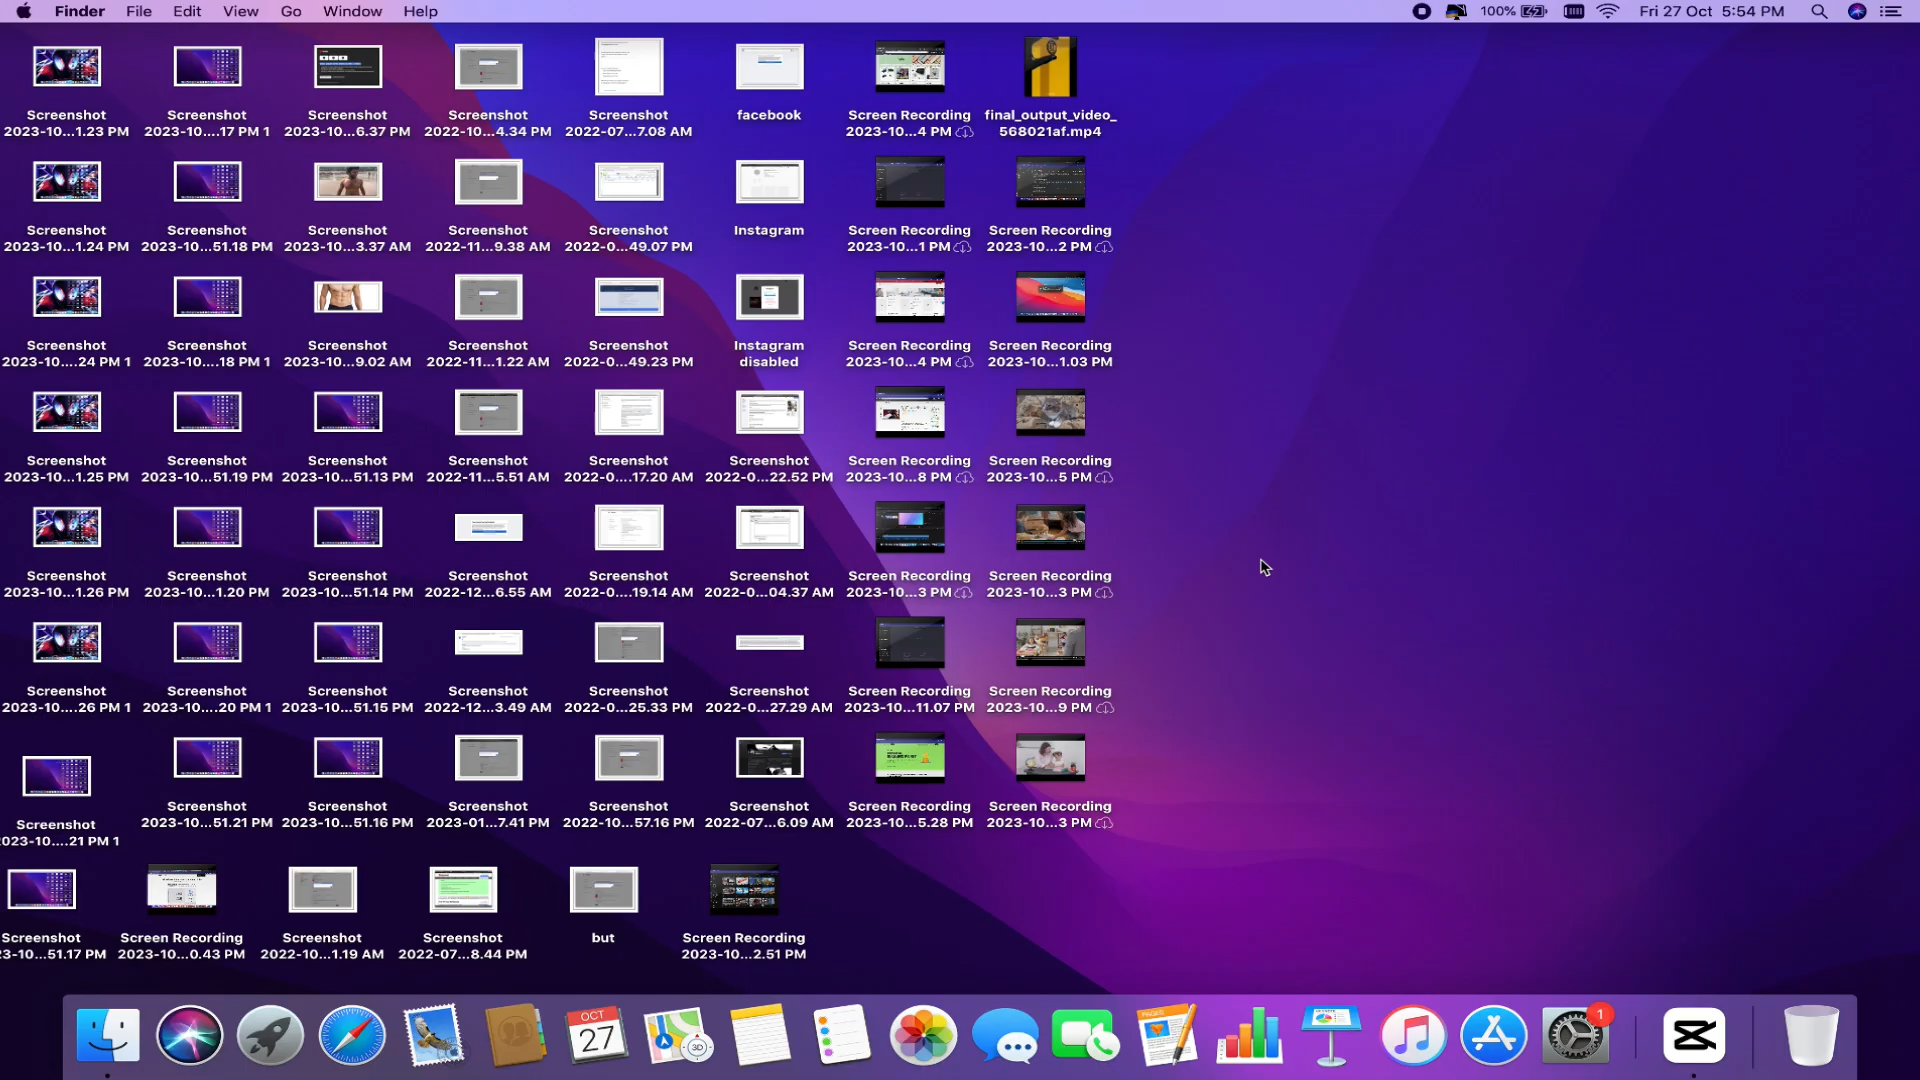 Finder File Edit View Go Window Help 100% Fri 27 Oct 5:54 PM
Screenshot
2023-10...1.23 PM
Screenshot
2023-10....17 PM 1
Screenshot
2023-10...6.37 PM
Screenshot
2022-10...4.34 PM
Screenshot
2022-07...7.08 AM
facebook
Screen Recording
2023-10...4 PM
final_output_video_
568021af.mp4
Screenshot
2023-10...1.24 PM
Screenshot
2023-10...51.18 PM
Screenshot
2023-10...3.37 AM
Screenshot
2022-11...9.38 AM
Screenshot
2022-0...49.07 PM
Instagram
Screen Recording
2023-10...1 PM
Screen Recording
2023-10...2 PM
Screenshot
2023-10....24 PM 1
Screenshot
2023-10....18 PM 1
Screenshot
2023-10...9.02 AM
Screenshot
2022-11...1.22 AM
Screenshot
2022-0...49.23 PM
Instagram
disabled
Screen Recording
2023-10...4 PM
Screen Recording
2023-10...1.03 PM
Screenshot
2023-10...1.25 PM
Screenshot
2023-10...51.19 PM
Screenshot
2023-10...51.13 PM
Screenshot
2022-11...5.51 AM
Screenshot
2022-0....17.20 AM
Screenshot
2022-0...22.52 PM
Screen Recording
2023-10...8 PM
Screen Recording
2023-10...5 PM
Screenshot
2023-10...1.26 PM
Screenshot
2023-10...1.20 PM
Screenshot
2023-10...51.14 PM
Screenshot
2022-12...6.55 AM
Screenshot
2022-0....19.14 AM
Screenshot
2022-0...04.37 AM
Screen Recording
2023-10...3 PM
Screen Recording
2023-10...3 PM
Screenshot
2023-10....26 PM 1
Screenshot
2023-10....20 PM 1
Screenshot
2023-10...51.15 PM
Screenshot
2022-12...3.49 AM
Screenshot
2022-0...25.33 PM
Screenshot
2022-0...27.29 AM
Screen Recording
2023-10...11.07 PM
Screen Recording
2023-10...9 PM
Screenshot
2023-10....21 PM 1
Screenshot
2023-10...51.21 PM
Screenshot
2023-10...51.16 PM
Screenshot
2023-01...7.41 PM
Screenshot
2022-10...57.16 PM
Screenshot
2022-07...6.09 AM
Screen Recording
2023-10...5.28 PM
Screen Recording
2023-10...3 PM
Screenshot
3-10...51.17 PM
Screen Recording
2023-10...0.43 PM
Screenshot
2022-10...1.19 AM
Screenshot
2022-07...8.44 PM
but
Screen Recording
2023-10...2.51 PM
OCT
27
3D
PAGES
1